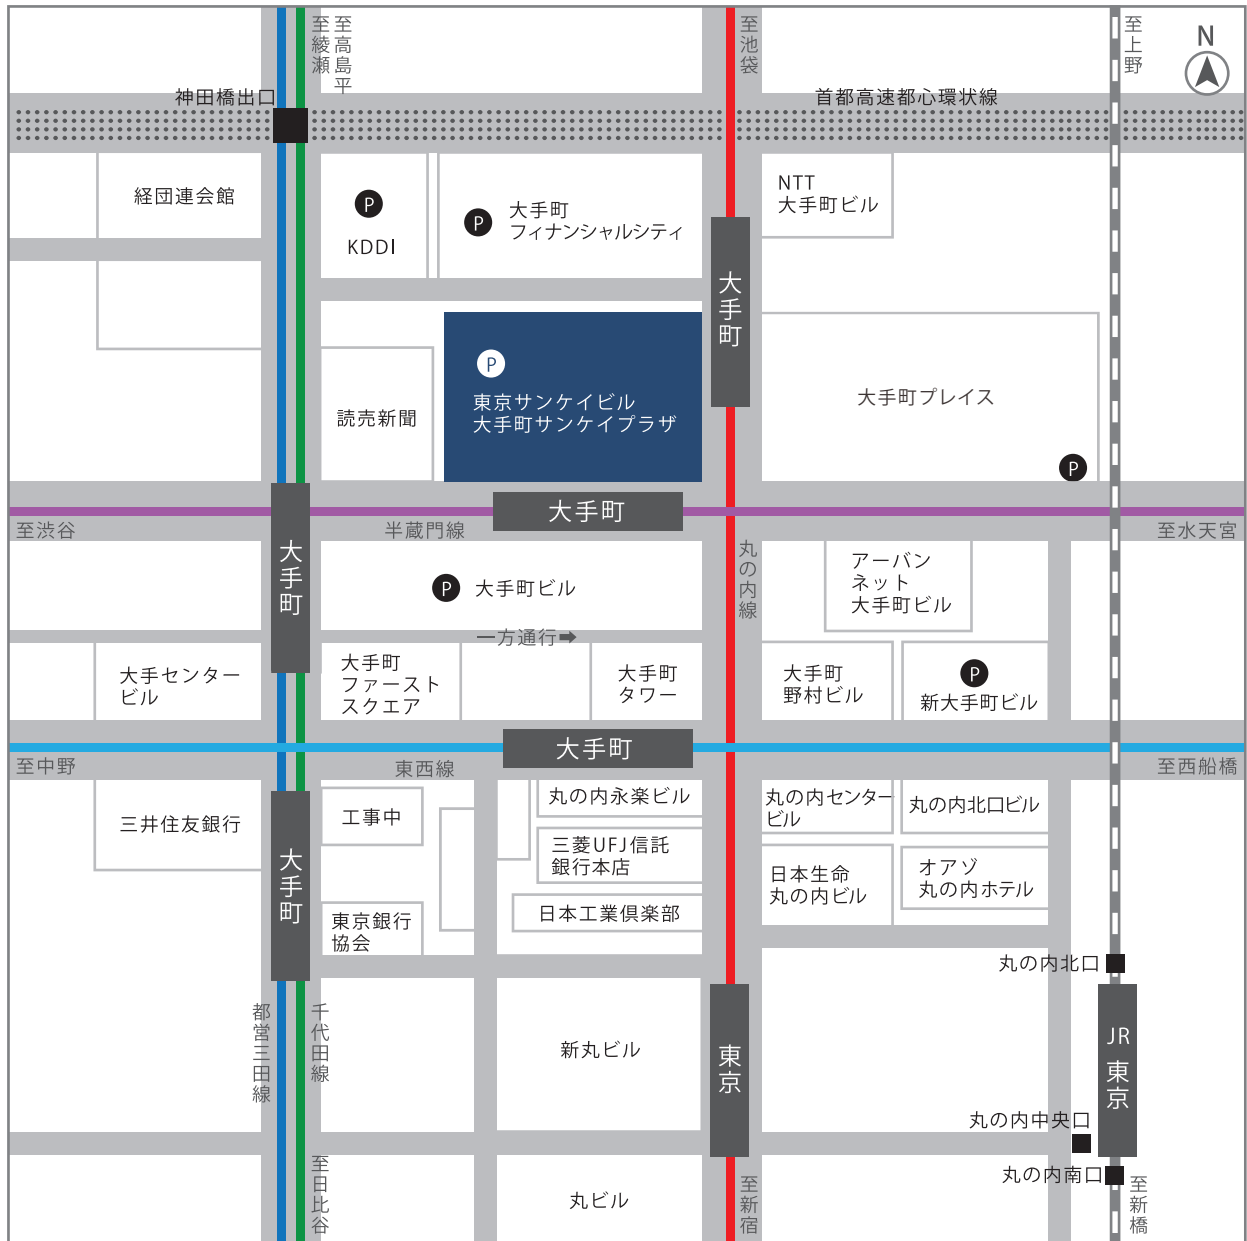 至綾瀬
至高島平
至池袋
至上野
N
神田橋出口
首都高速都心環状線
経団連会館
P
KDDI
P
大手町
フィナンシャルシティ
NTT
大手町ビル
大手町
P
東京サンケイビル
大手町サンケイプラザ
読売新聞
大手町プレイス
P
大手町
至渋谷
半蔵門線
至水天宮
大手町
丸の内線
P
大手町ビル
アーバン
ネット
大手町ビル
一方通行
大手センター
ビル
大手町
ファースト
スクエア
大手町
タワー
大手町
野村ビル
P
新大手町ビル
大手町
至中野
東西線
至西船橋
三井住友銀行
工事中
丸の内永楽ビル
丸の内センター
ビル
丸の内北口ビル
大手町
三菱UFJ信託
銀行本店
日本生命
丸の内ビル
オアゾ
丸の内ホテル
東京銀行
協会
日本工業倶楽部
丸の内北口
都営三田線
千代田線
新丸ビル
東京
JR
東京
丸の内中央口
丸の内南口
至日比谷
丸ビル
至新宿
至新橋